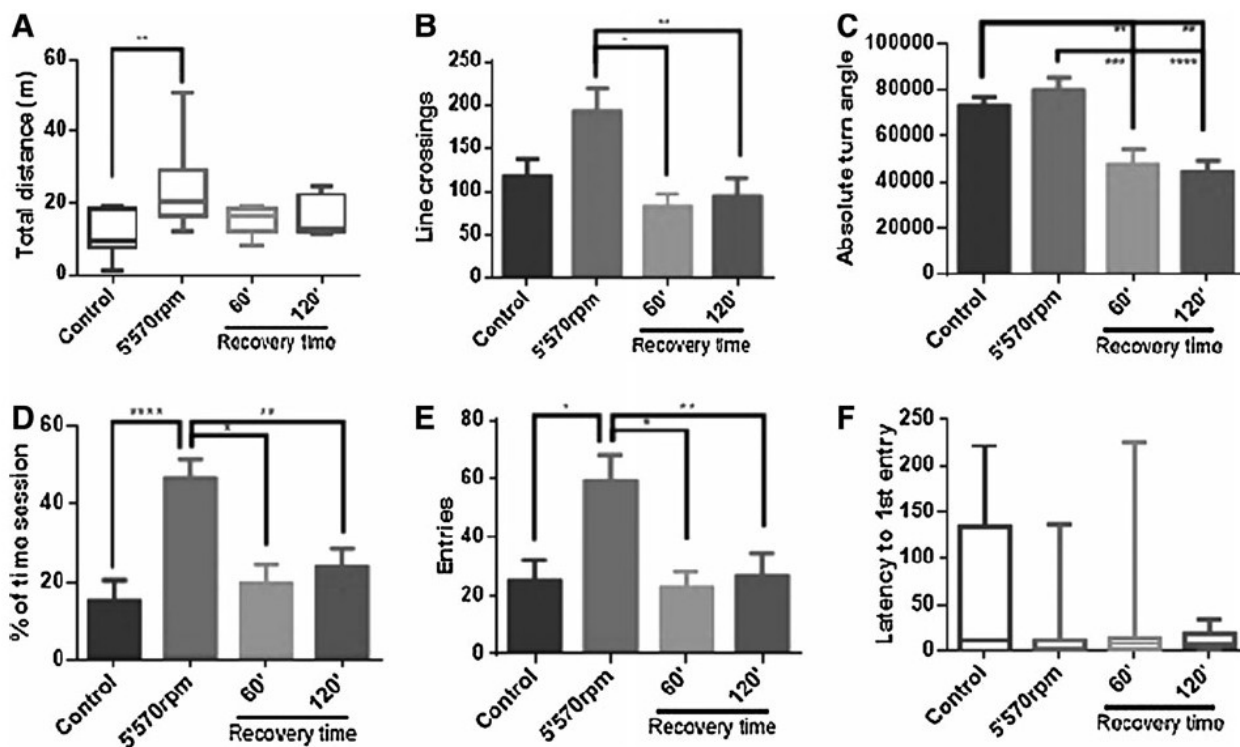 A
Total distance (m)
60
40
20
0
**
Control
5'570rpm
60'
120'
Recovery time
B
Line crossings
250
200
150
100
50
0
*
**
Control
5'570rpm
60'
120'
Recovery time
C
Absolute turn angle
100000
80000
60000
40000
20000
0
##
###
****
Control
5'570rpm
60'
120'
Recovery time
D
% of time session
60
40
20
0
Control
5'570rpm
60'
120'
Recovery time
E
Entries
80
60
40
20
0
*
*
Control
5'570rpm
60'
120'
Recovery time
F
Latency to 1st entry
250
200
150
100
50
0
Control
5'570rpm
60'
120'
Recovery time